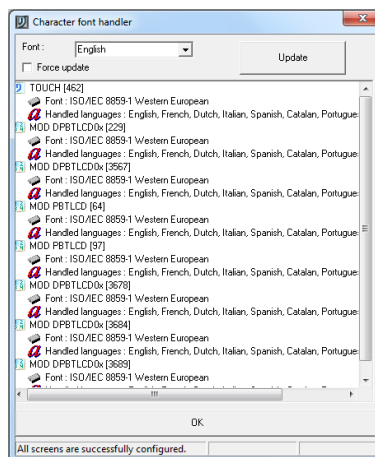 Character font handler
Font :
English
Update
Force update
TOUCH [462]
Font : ISO/IEC 8859-1 Western European
Handled languages : English, French, Dutch, Italian, Spanish, Catalan, Portugue
MOD DPBTLCD0x [229]
Font : ISO/IEC 8859-1 Western European
Handled languages : English, French, Dutch, Italian, Spanish, Catalan, Portugue
MOD DPBTLCD0x [3567]
Font : ISO/IEC 8859-1 Western European
Handled languages : English, French, Dutch, Italian, Spanish, Catalan, Portugue
MOD PBTLCD [64]
Font : ISO/IEC 8859-1 Western European
Handled languages : English, French, Dutch, Italian, Spanish, Catalan, Portugue
MOD PBTLCD [97]
Font : ISO/IEC 8859-1 Western European
Handled languages : English, French, Dutch, Italian, Spanish, Catalan, Portugue
MOD DPBTLCD0x [3678]
Font : ISO/IEC 8859-1 Western European
Handled languages : English, French, Dutch, Italian, Spanish, Catalan, Portugue
MOD DPBTLCD0x [3684]
Font : ISO/IEC 8859-1 Western European
Handled languages : English, French, Dutch, Italian, Spanish, Catalan, Portugue
MOD DPBTLCD0x [3689]
Font : ISO/IEC 8859-1 Western European
OK
All screens are successfully configured.